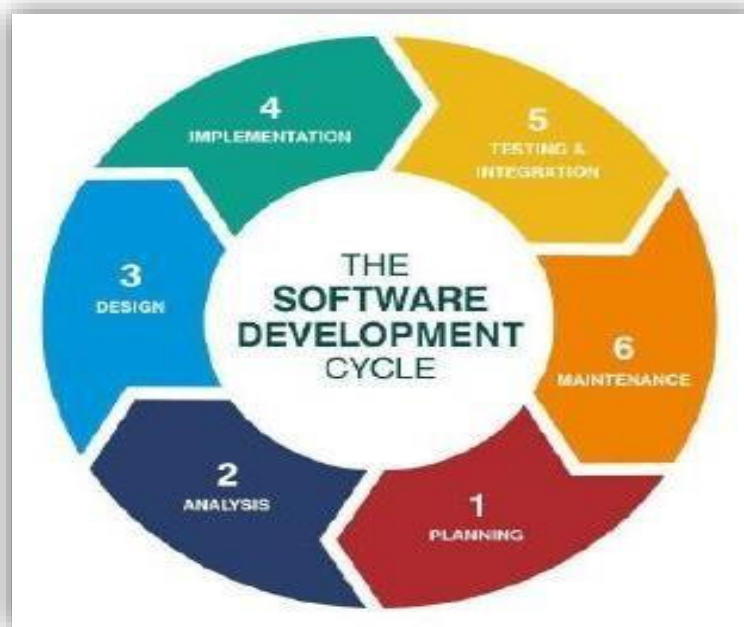 THE
SOFTWARE
DEVELOPMENT
CYCLE
1
PLANNING
2
ANALYSIS
3
DESIGN
4
IMPLEMENTATION
5
TESTING &
INTEGRATION
6
MAINTENANCE